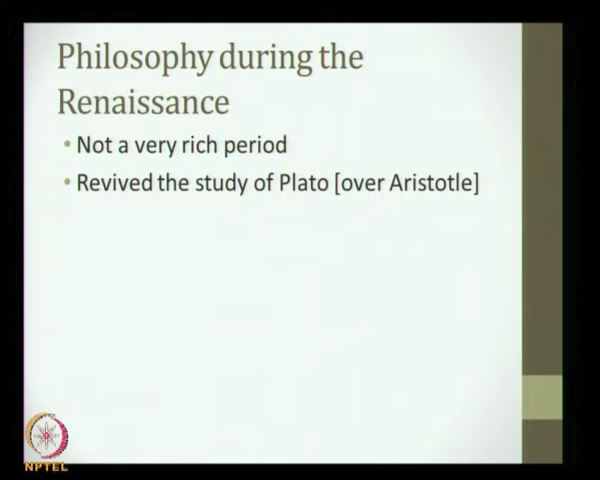 Philosophy during the
Renaissance
• Not a very rich period
• Revived the study of Plato [over Aristotle]
NPTEL